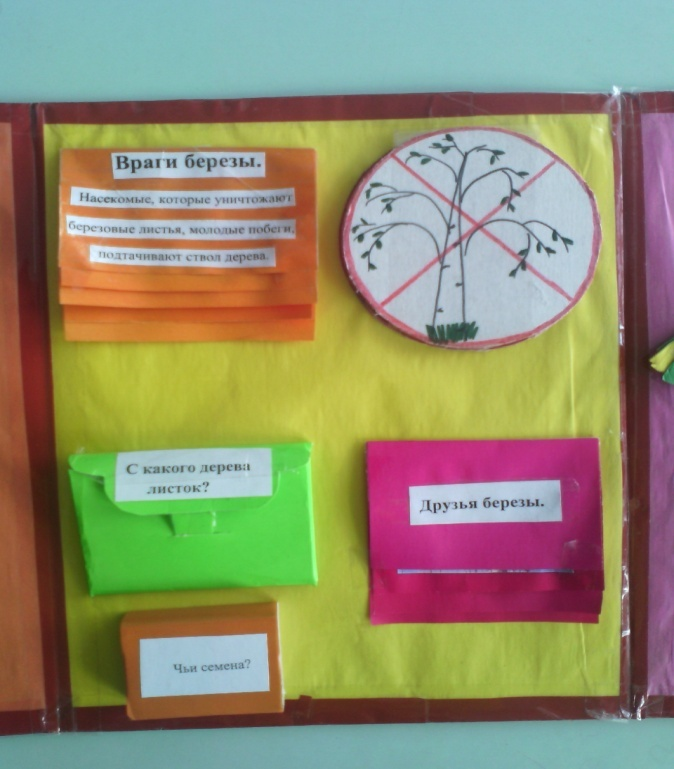 Враги березы.
Насекомые, которые уничтожают
березовые листья, молодые побеги,
подтачивают ствол дерева.
С какого дерева
листок?
Друзья березы.
Чьи семена?